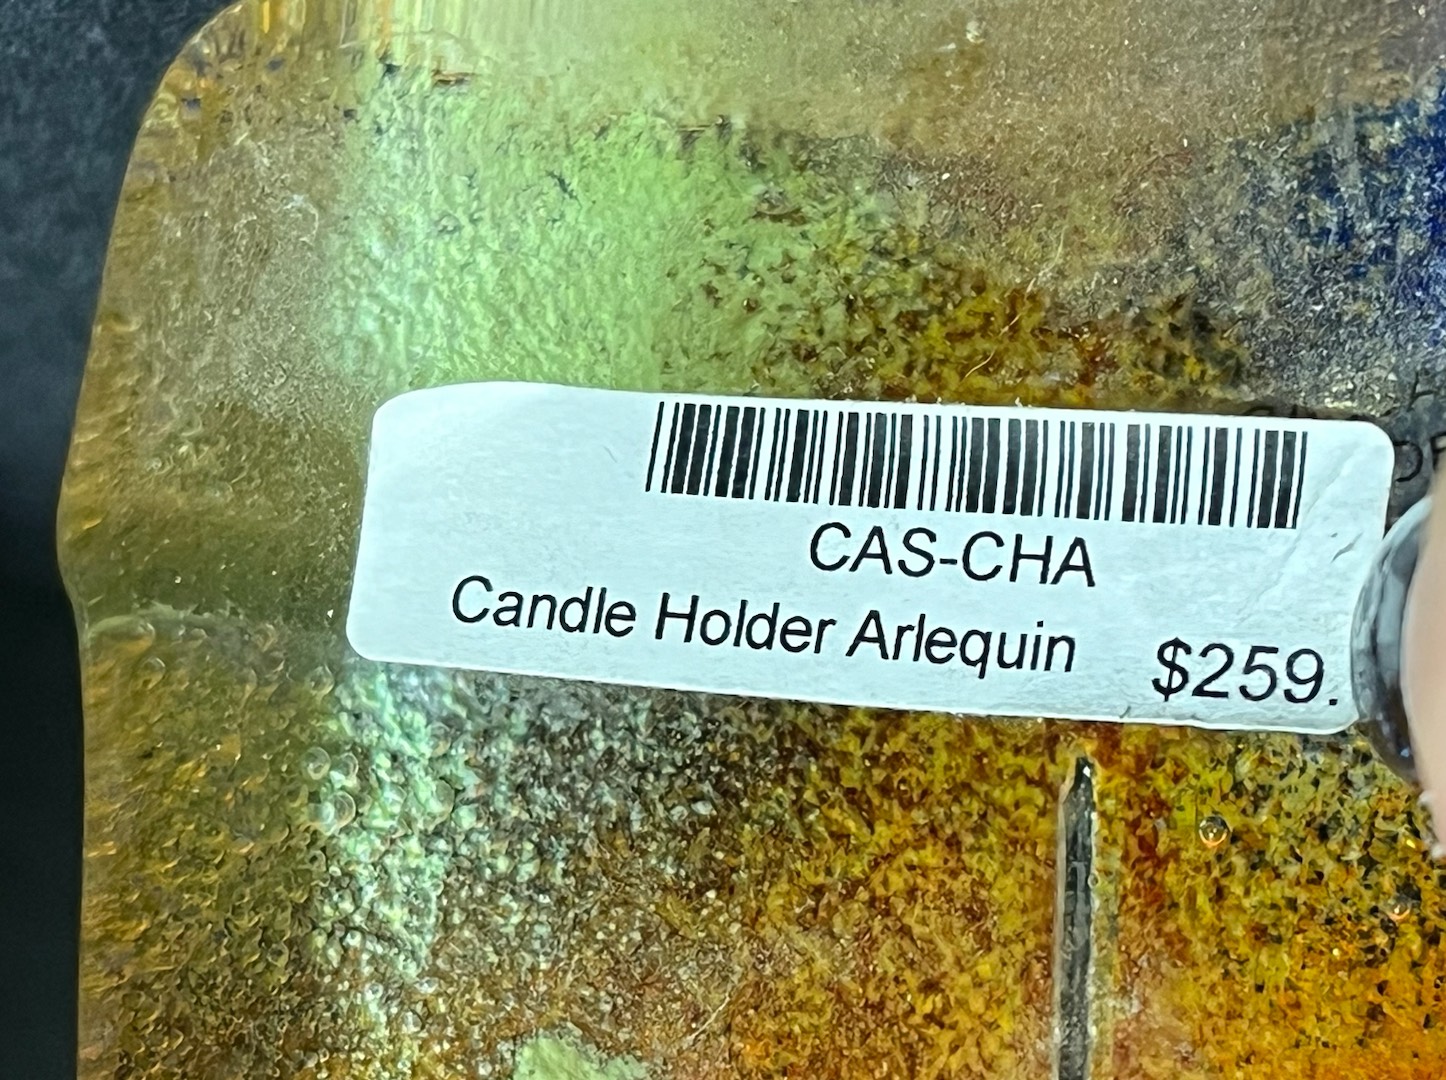 CAS-CHA
Candle Holder Arlequin $259.